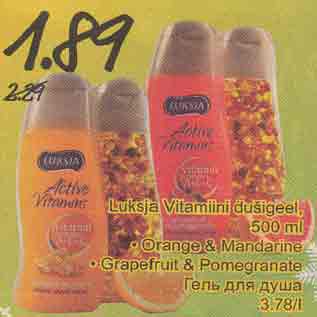 1.89
2.29
LUKSJA
Active
Vitamins
LUKSJA
Active
Vitamins
Luksja Vitamiini dušigeel,
500 ml
• Orange & Mandarine
• Grapefruit & Pomegranate
Гель для душа
3.78/l